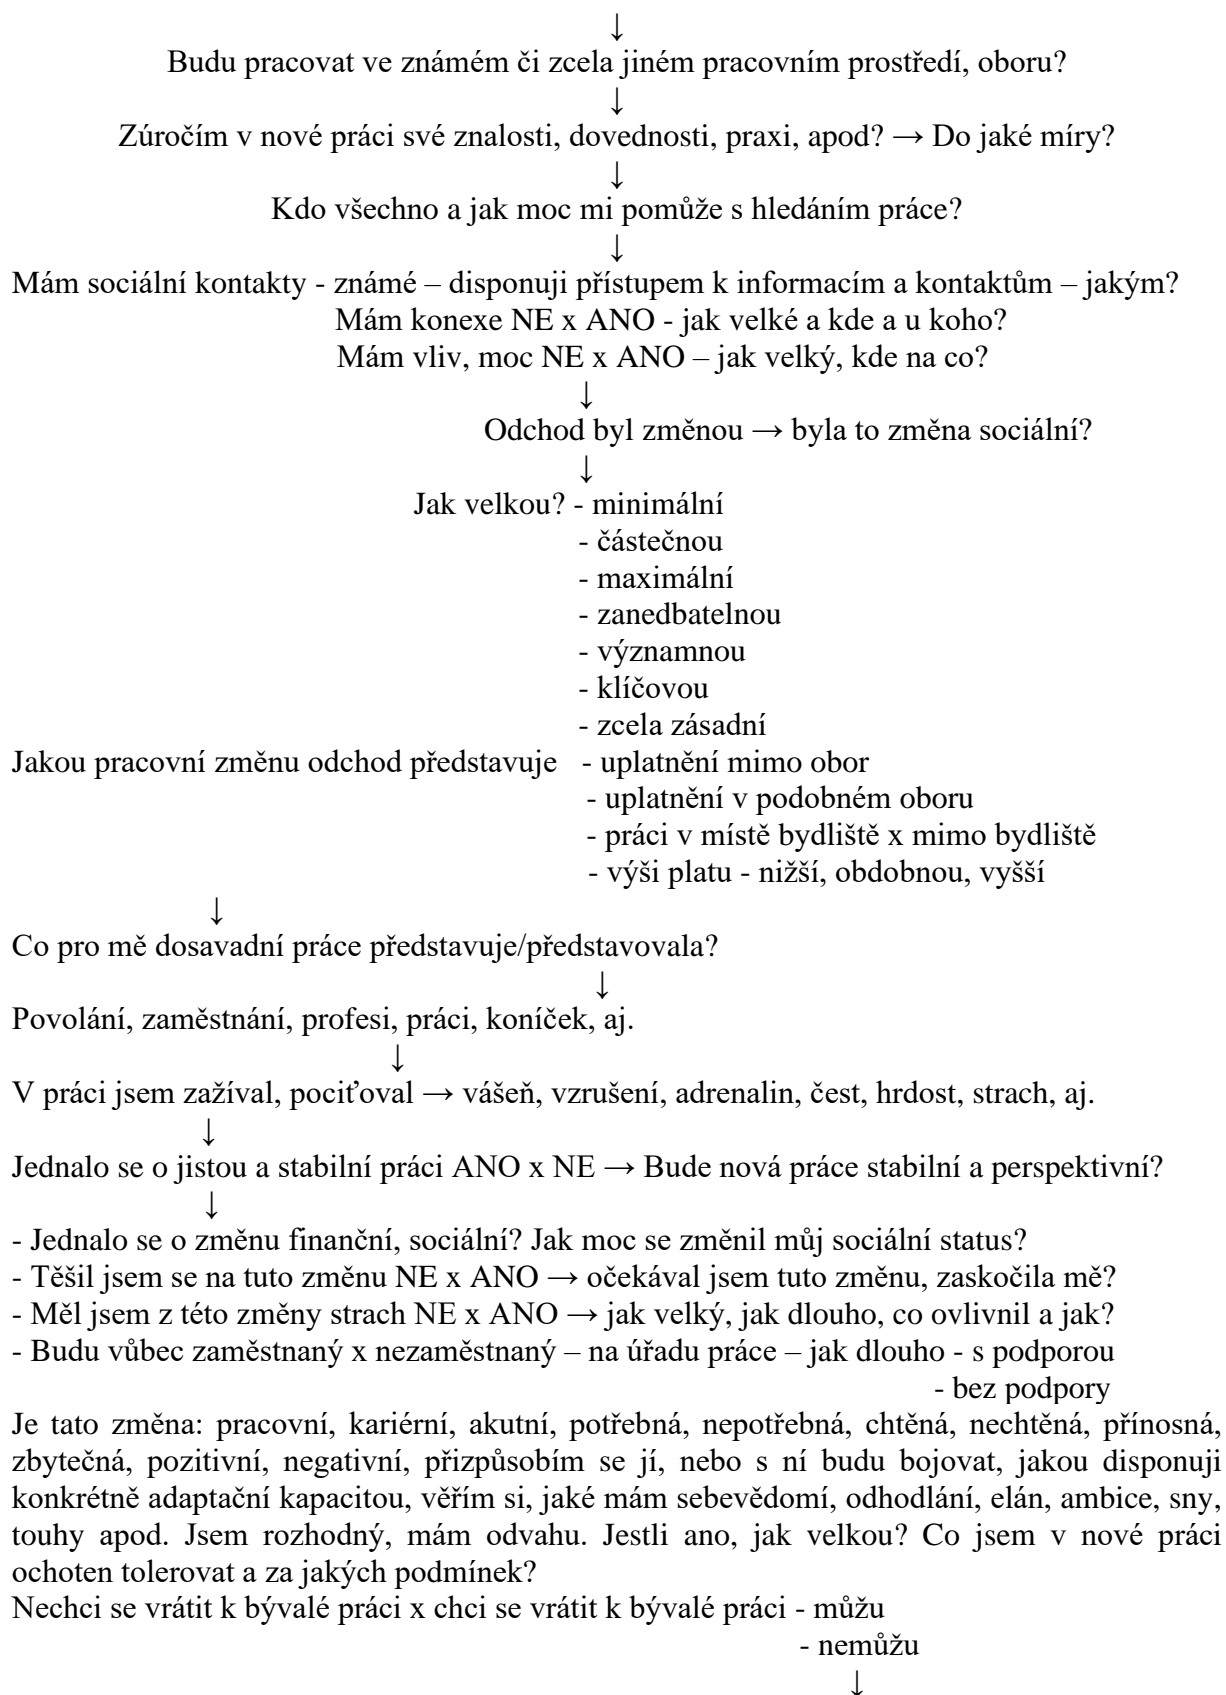 ↓
Budu pracovat ve známém či zcela jiném pracovním prostředí, oboru?
↓
Zúročím v nové práci své znalosti, dovednosti, praxi, apod? → Do jaké míry?
↓
Kdo všechno a jak moc mi pomůže s hledáním práce?
↓
Mám sociální kontakty - známé – disponuji přístupem k informacím a kontaktům – jakým?
Mám konexe NE x ANO - jak velké a kde a u koho?
Mám vliv, moc NE x ANO – jak velký, kde na co?
↓
Odchod byl změnou → byla to změna sociální?
↓
Jak velkou? - minimální
- částečnou
- maximální
- zanedbatelnou
- významnou
- klíčovou
- zcela zásadní
Jakou pracovní změnu odchod představuje - uplatnění mimo obor
- uplatnění v podobném oboru
- práci v místě bydliště x mimo bydliště
- výši platu - nižší, obdobnou, vyšší
↓
Co pro mě dosavadní práce představuje/představovala?
↓
Povolání, zaměstnání, profesi, práci, koníček, aj.
↓
V práci jsem zažíval, pociťoval → vášeň, vzrušení, adrenalin, čest, hrdost, strach, aj.
↓
Jednalo se o jistou a stabilní práci ANO x NE → Bude nová práce stabilní a perspektivní?
↓
- Jednalo se o změnu finanční, sociální? Jak moc se změnil můj sociální status?
- Těšil jsem se na tuto změnu NE x ANO → očekával jsem tuto změnu, zaskočila mě?
- Měl jsem z této změny strach NE x ANO → jak velký, jak dlouho, co ovlivnil a jak?
- Budu vůbec zaměstnaný x nezaměstnaný – na úřadu práce – jak dlouho - s podporou
- bez podpory
Je tato změna: pracovní, kariérní, akutní, potřebná, nepotřebná, chtěná, nechtěná, přínosná,
zbytečná, pozitivní, negativní, přizpůsobím se jí, nebo s ní budu bojovat, jakou disponuji
konkrétně adaptační kapacitou, věřím si, jaké mám sebevědomí, odhodlání, elán, ambice, sny,
touhy apod. Jsem rozhodný, mám odvahu. Jestli ano, jak velkou? Co jsem v nové práci
ochoten tolerovat a za jakých podmínek?
Nechci se vrátit k bývalé práci x chci se vrátit k bývalé práci - můžu
- nemůžu
↓